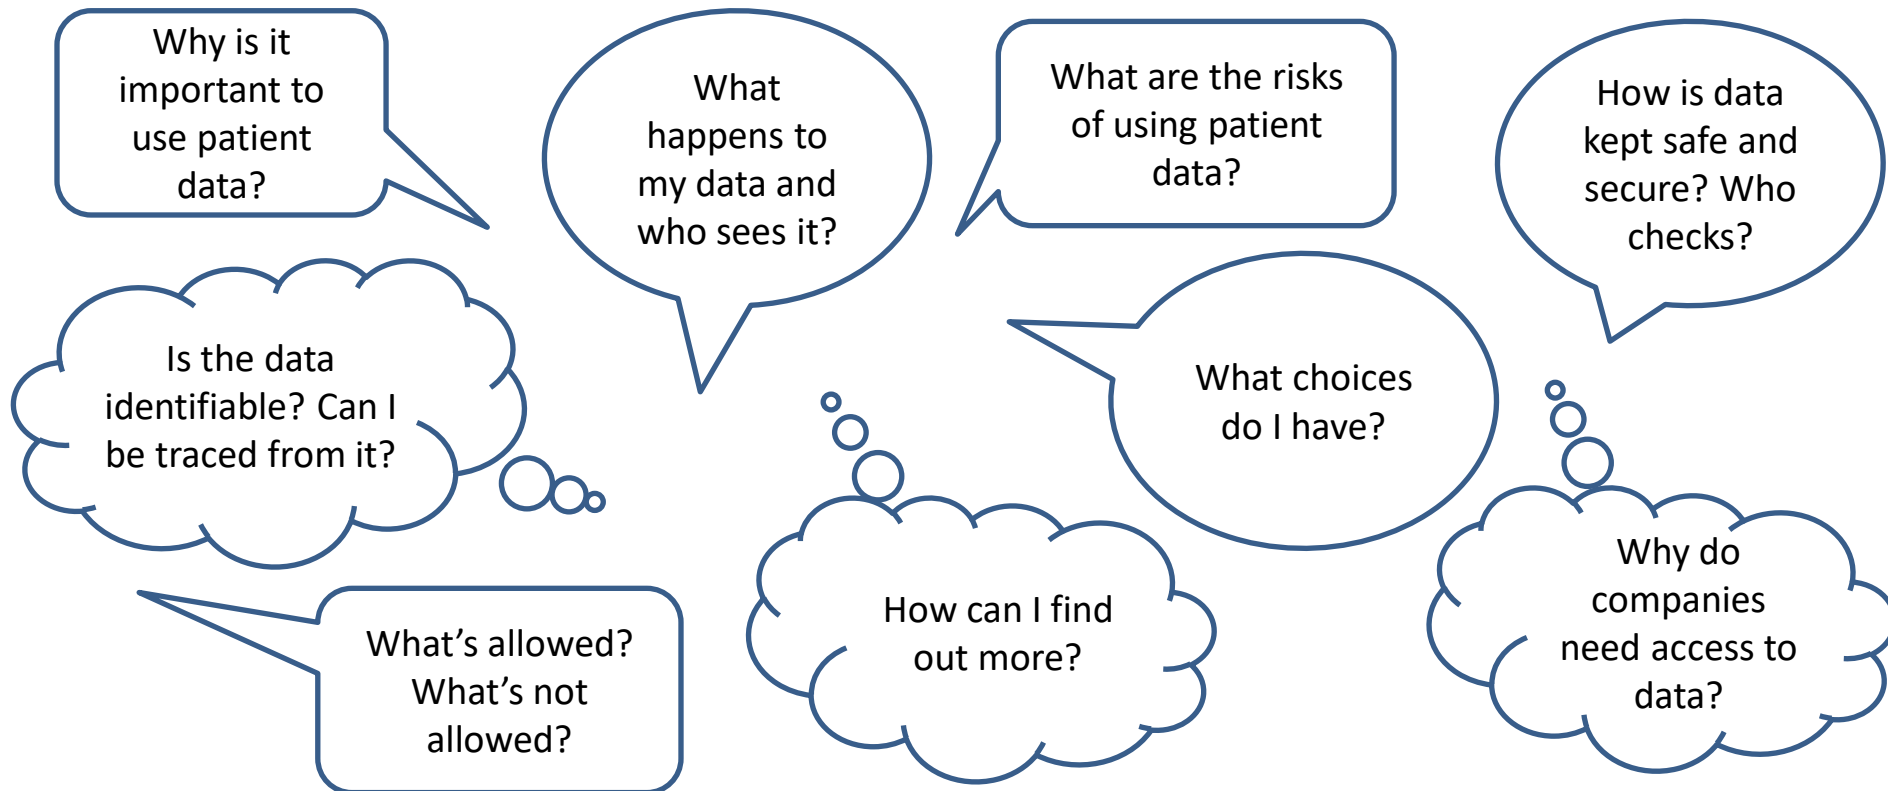 Why is it
important to
use patient
data?
What
happens to
my data and
who sees it?
What are the risks
of using patient
data?
How is data
kept safe and
secure? Who
checks?
Is the data
identifiable? Can I
be traced from it?
What choices
do I have?
What’s allowed?
What’s not
allowed?
How can I find
out more?
Why do
companies
need access to
data?